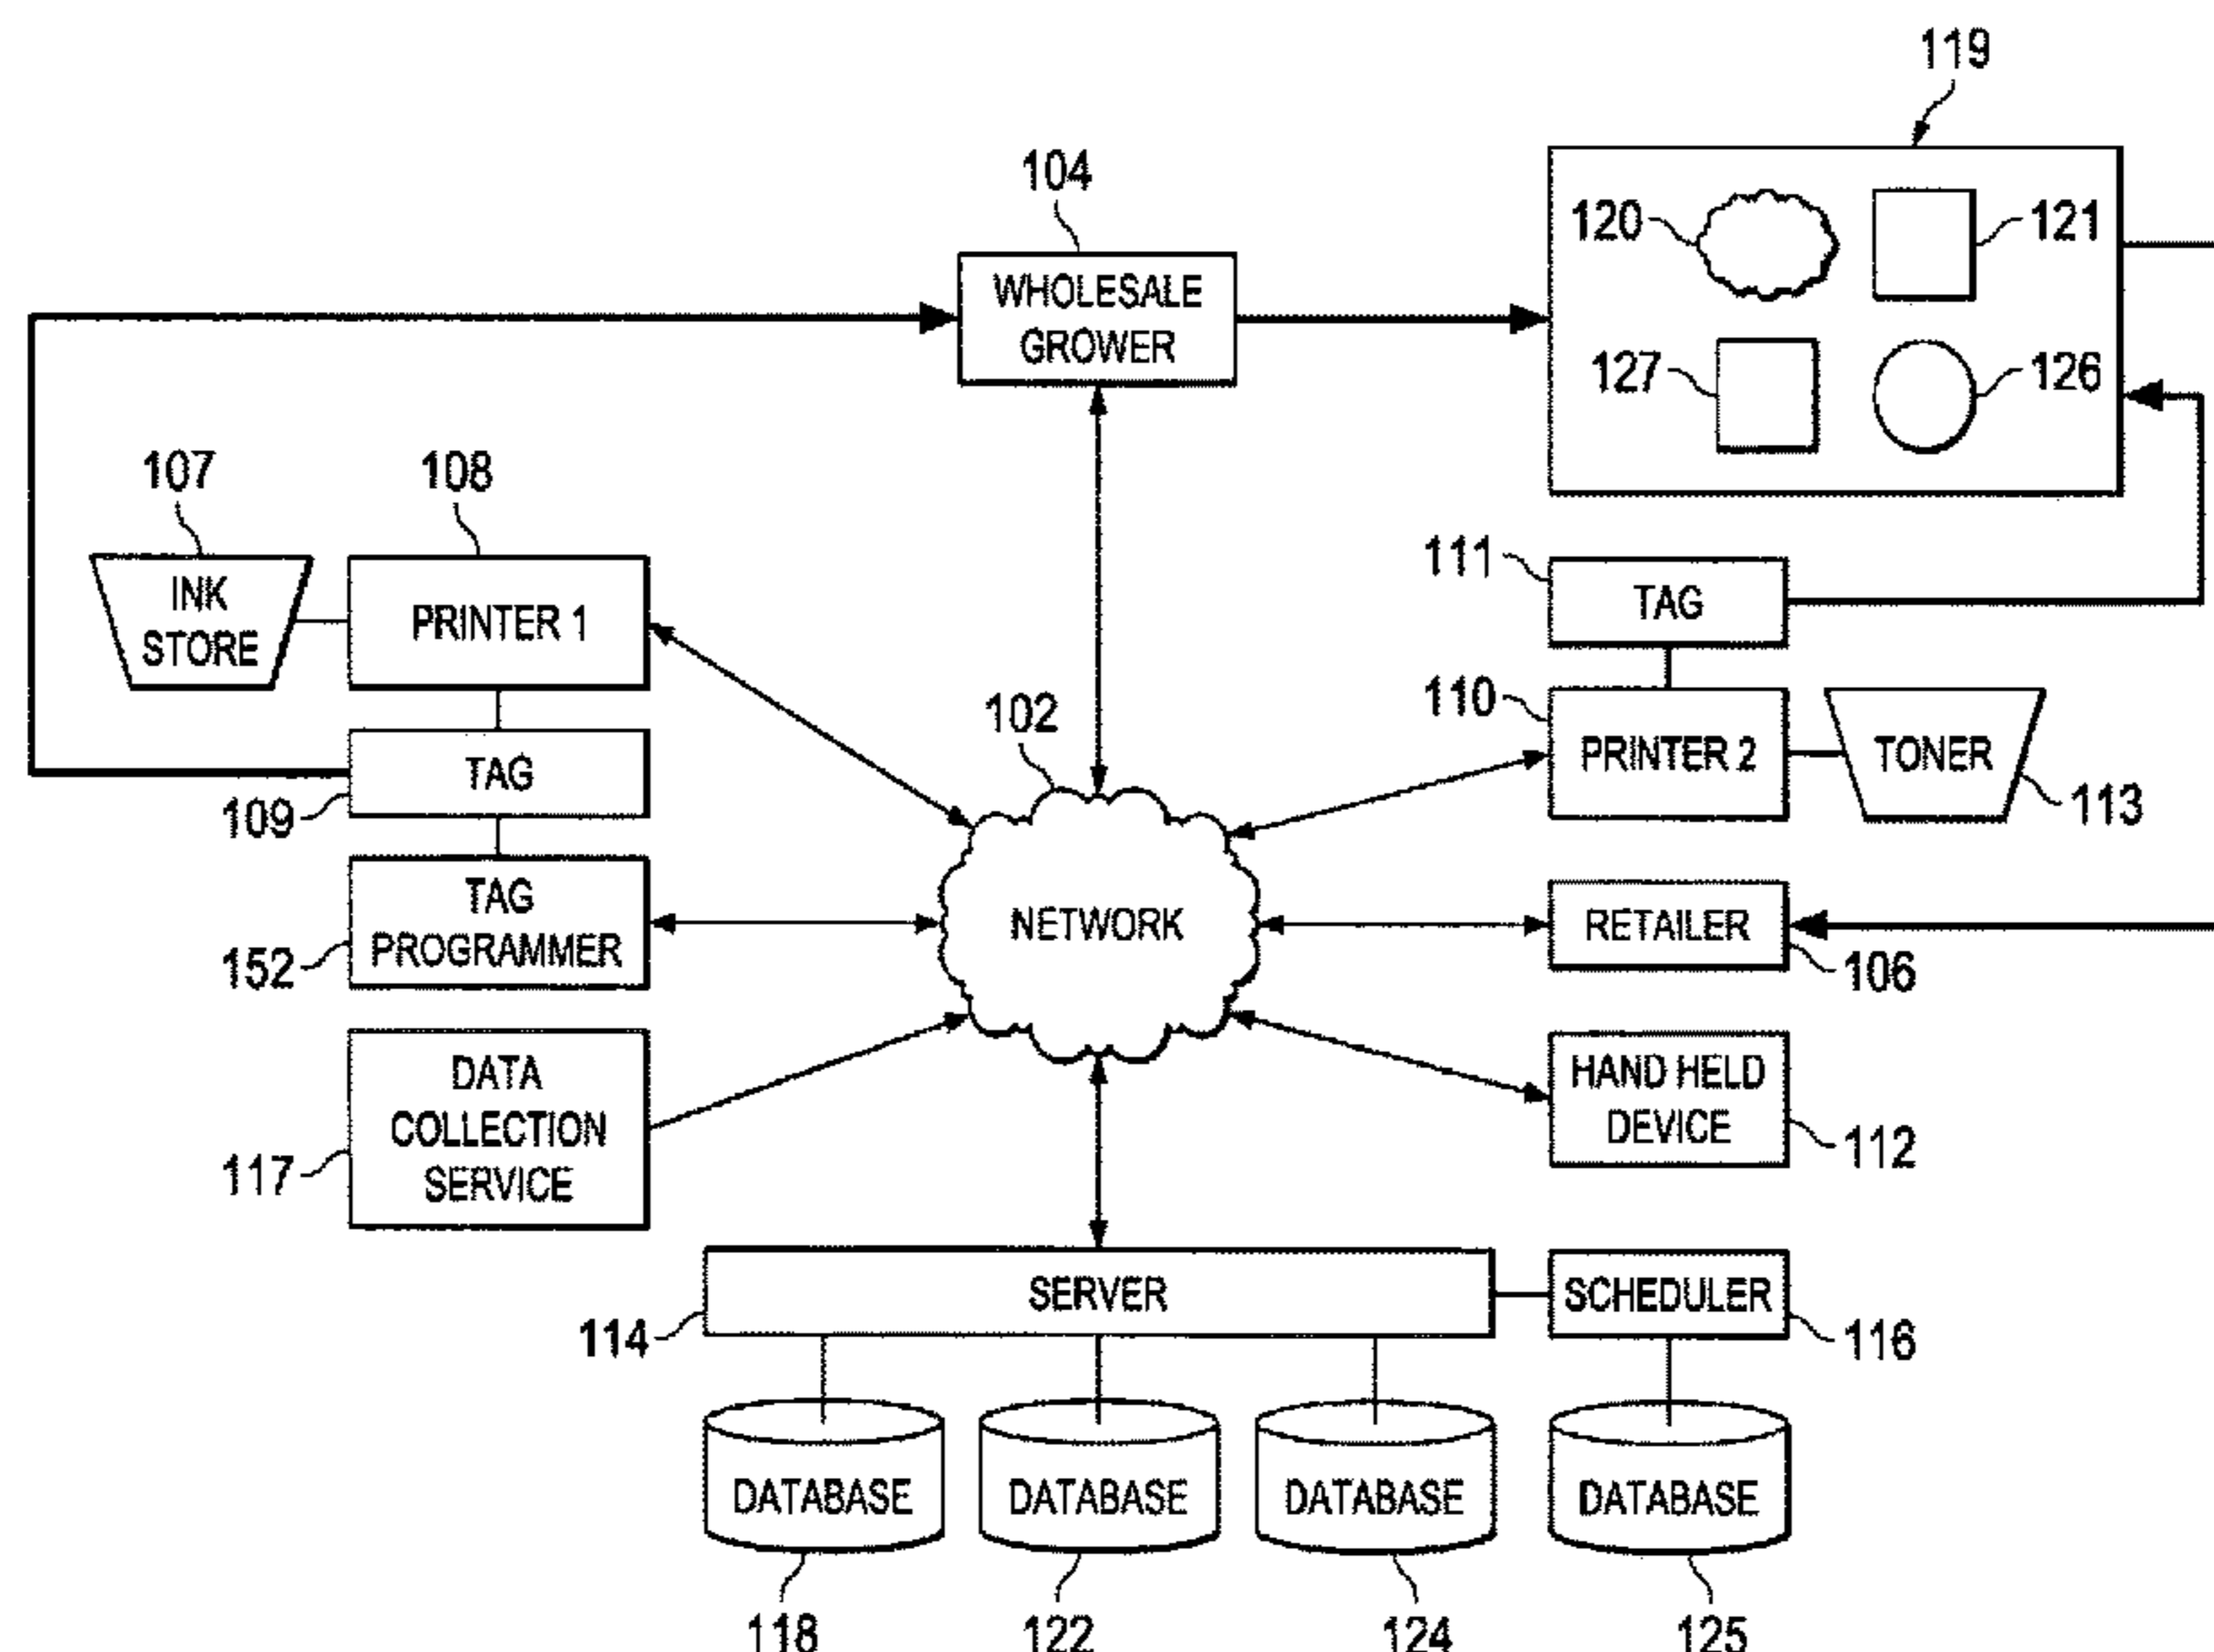 119
104
120
121
WHOLESALE
GROWER
127
126
107
108
111
INK
STORE
PRINTER 1
TAG
102
110
TAG
PRINTER 2
TONER
109
113
TAG
PROGRAMMER
NETWORK
RETAILER
152
106
DATA
COLLECTION
SERVICE
HAND HELD
DEVICE
117
112
SERVER
SCHEDULER
114
116
DATABASE
DATABASE
DATABASE
DATABASE
118
122
124
125